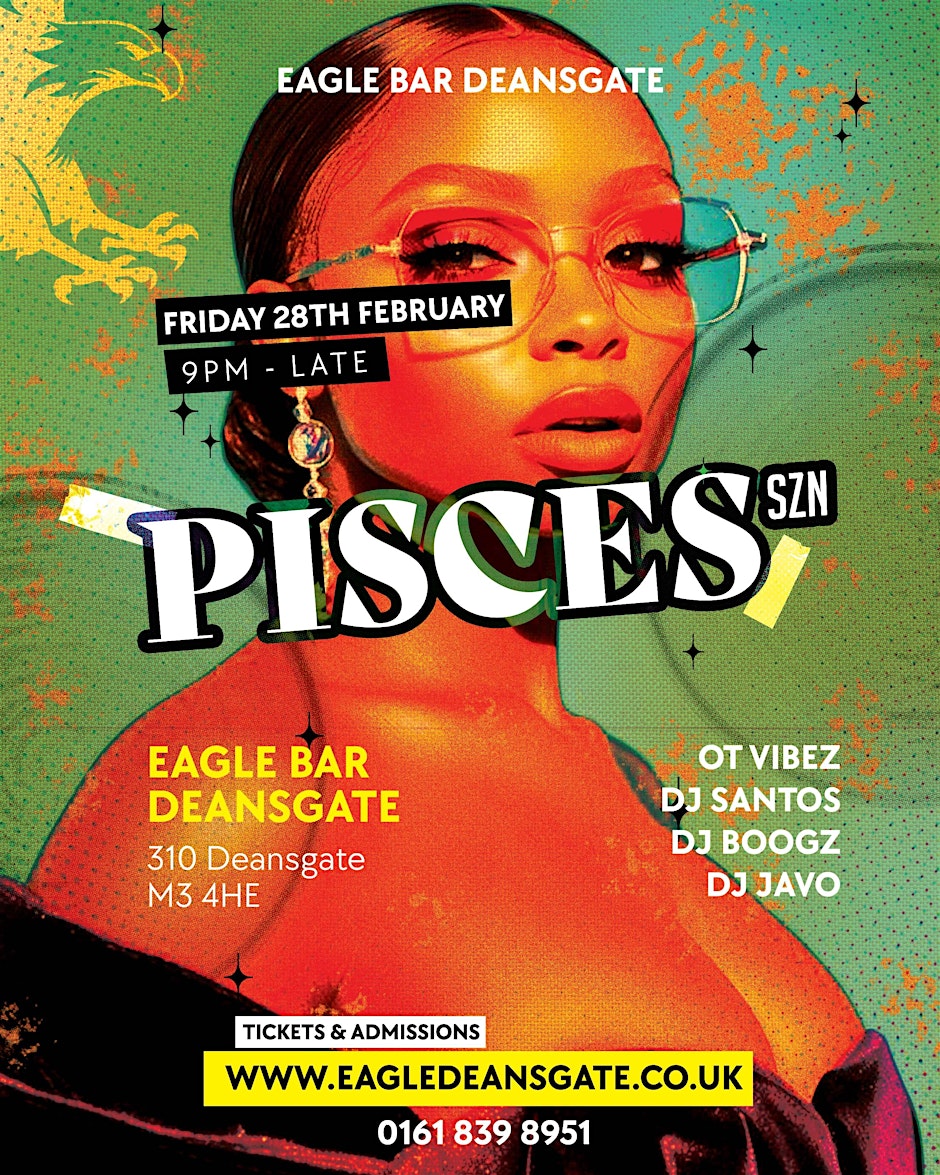 EAGLE BAR DEANSGATE
FRIDAY 28TH FEBRUARY
9PM - LATE
PISCES SZN
EAGLE BAR
DEANSGATE
310 Deansgate
M3 4HE
OT VIBEZ
DJ SANTOS
DJ BOOGZ
DJ JAVO
TICKETS & ADMISSIONS
WWW.EAGLEDEANSGATE.CO.UK
0161 839 8951